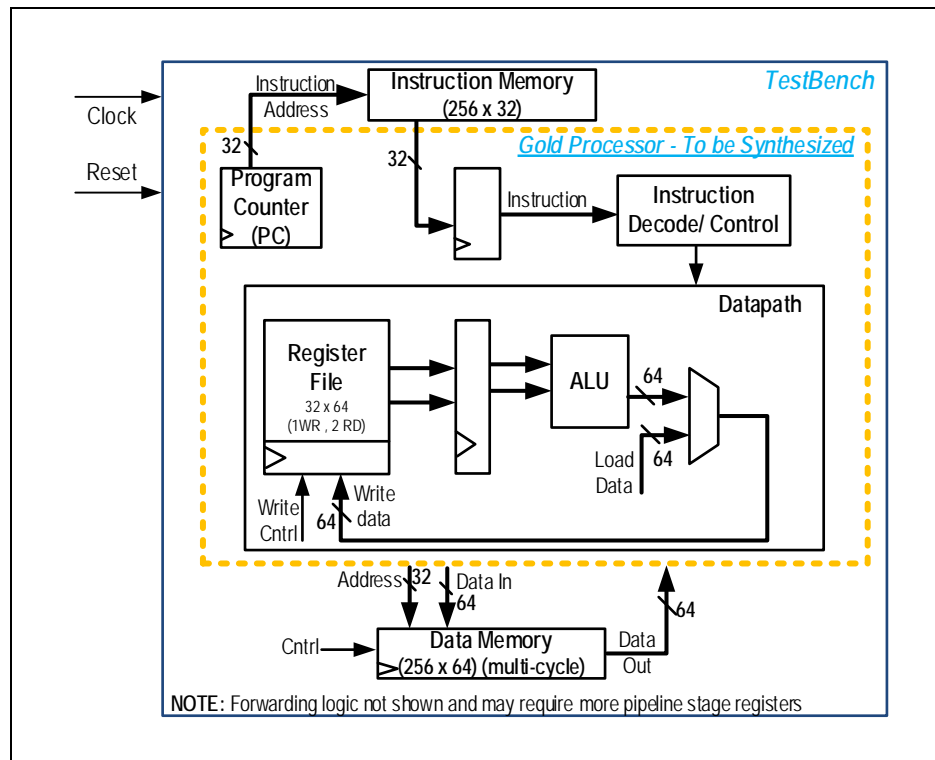 TestBench
Instruction
Address
Instruction Memory
(256 x 32)
Clock
Reset
32
32
Gold Processor - To be Synthesized
Program
Counter
(PC)
Instruction
Instruction
Decode/ Control
Datapath
Register
File
32 x 64
(1WR , 2 RD)
ALU
64
64
Load
Data
Write
Cntrl
64
Write
data
Address
32
Data In
64
64
Cntrl
Data Memory
(256 x 64) (multi-cycle)
Data
Out
NOTE: Forwarding logic not shown and may require more pipeline stage registers